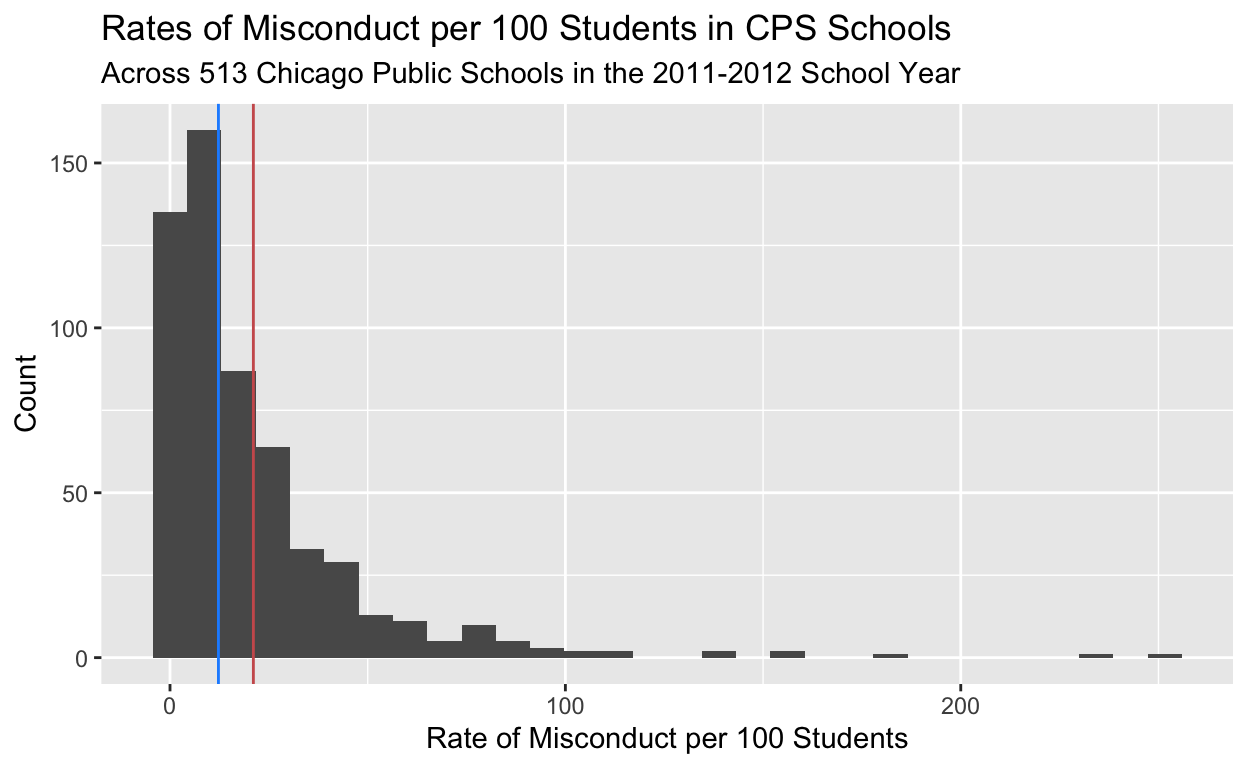 Rates of Misconduct per 100 Students in CPS Schools
Across 513 Chicago Public Schools in the 2011-2012 School Year
150
100
50
0
Count
0 100 200
Rate of Misconduct per 100 Students